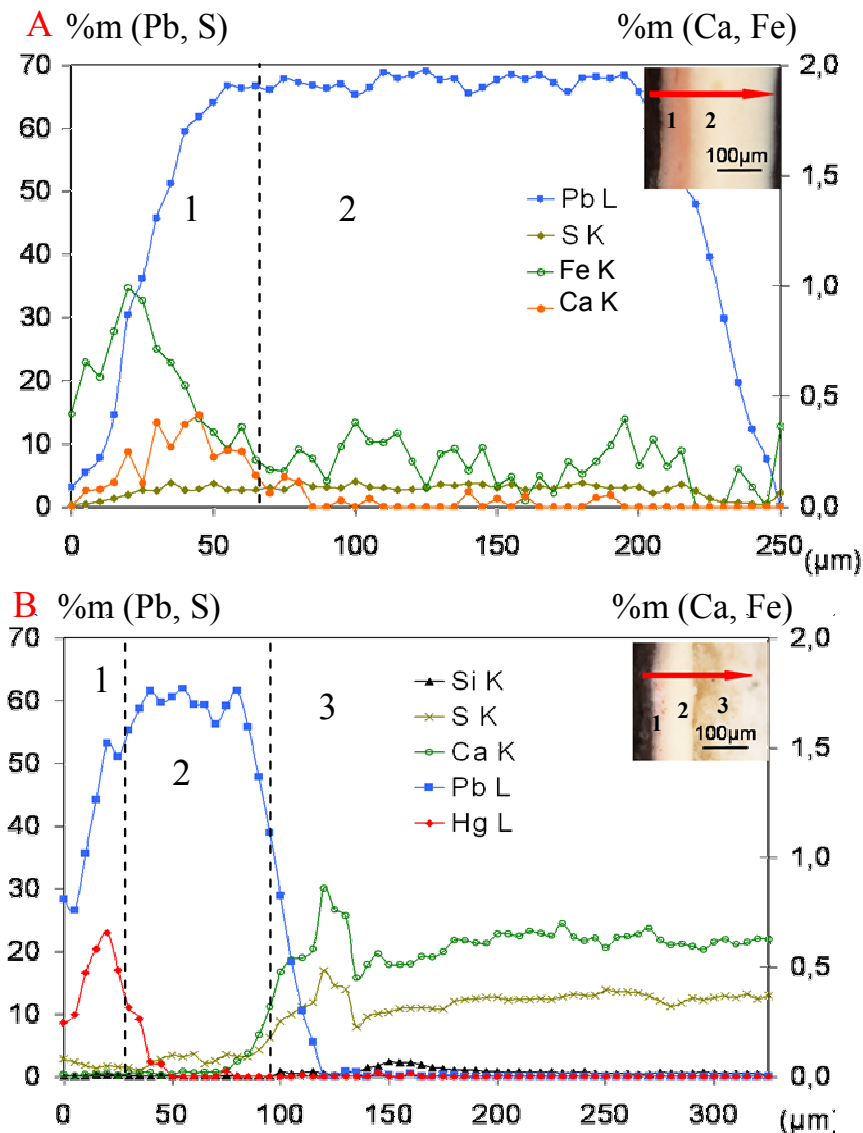 A %m (Pb, S) %m (Ca, Fe)
70 2,0
60
1,5
50
40
1,0
30
20
0,5
10
0 0,0
1 2
1 2
100µm
Pb L
S K
Fe K
Ca K
0 50 100 150 200 250
(µm)
B %m (Pb, S) %m (Ca, Fe)
70 2,0
60
1,5
50
40
1,0
30
20
0,5
10
0 0,0
1 2 3
1 2 3
100µm
Si K
S K
Ca K
Pb L
Hg L
0 50 100 150 200 250 300
(µm)